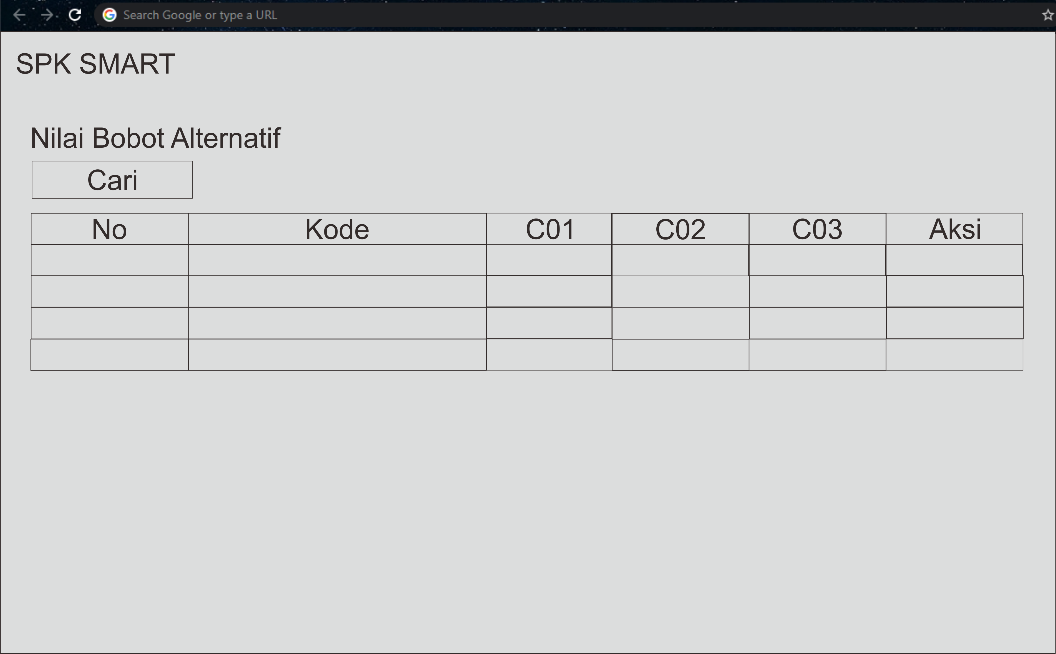 Search Google or type a URL
SPK SMART
Nilai Bobot Alternatif
Cari
No Kode C01 C02 C03 Aksi